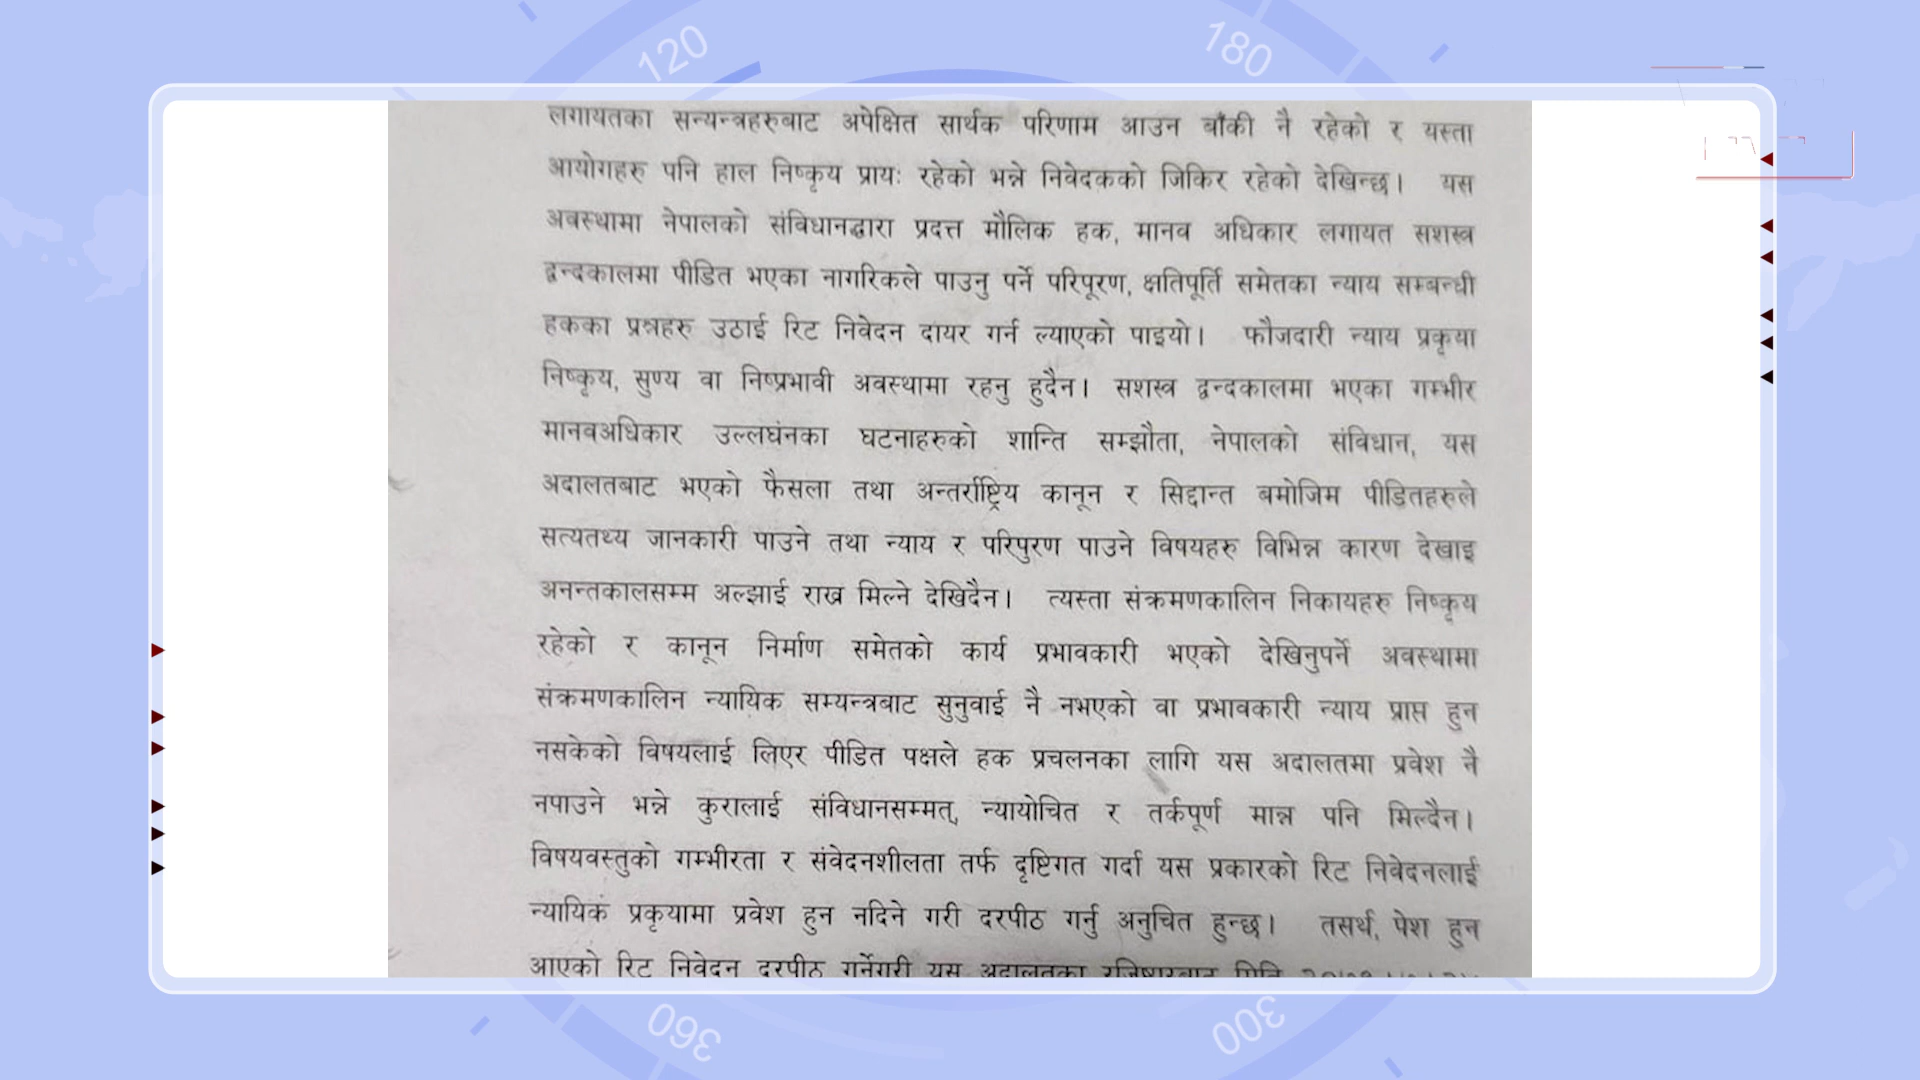 120
180
लगायतका सन्यन्त्रहरुबाट अपेक्षित सार्थक परिणाम आउन बाँकी नै रहेको र यस्ता
आयोगहरु पनि हाल निष्कृय प्रायः रहेको भन्ने निवेदकको जिकिर रहेको देखिन्छ। यस
अवस्थामा नेपालको संविधानद्धारा प्रदत्त मौलिक हक, मानव अधिकार लगायत सशस्त्र
द्वन्दकालमा पीडित भएका नागरिकले पाउनु पर्ने परिपूरण, क्षतिपूर्ति समेतका न्याय सम्बन्धी
हकका प्रश्नहरु उठाई रिट निवेदन दायर गर्न ल्याएको पाइयो। फौजदारी न्याय प्रकृया
निष्कृय, सुण्य वा निष्प्रभावी अवस्थामा रहनु हुदैन। सशस्त्र द्वन्दकालमा भएका गम्भीर
मानवअधिकार उल्लघंनका घटनाहरुको शान्ति सम्झौता, नेपालको संविधान, यस
अदालतबाट भएको फैसला तथा अन्तर्राष्ट्रिय कानून र सिद्दान्त बमोजिम पीडितहरुले
सत्यतथ्य जानकारी पाउने तथा न्याय र परिपुरण पाउने विषयहरु विभिन्न कारण देखाइ
अनन्तकालसम्म अल्झाई राख्न मिल्ने देखिदैन। त्यस्ता संक्रमणकालिन निकायहरु निष्कृय
रहेको र कानून निर्माण समेतको कार्य प्रभावकारी भएको देखिनुपर्ने अवस्थामा
संक्रमणकालिन न्यायिक सम्यन्त्रबाट सुनुवाई नै नभएको वा प्रभावकारी न्याय प्राप्त हुन
नसकेको विषयलाई लिएर पीडित पक्षले हक प्रचलनका लागि यस अदालतमा प्रवेश नै
नपाउने भन्ने कुरालाई संविधानसम्मत्, न्यायोचित र तर्कपूर्ण मान्न पनि मिल्दैन।
विषयवस्तुको गम्भीरता र संवेदनशीलता तर्फ दृष्टिगत गर्दा यस प्रकारको रिट निवेदनलाई
न्यायिक प्रकृयामा प्रवेश हुन नदिने गरी दरपीठ गर्नु अनुचित हुन्छ। तसर्थ, पेश हुन
आएको रिट निवेदन दरपीठ गर्नेगरी यस अदालतका रजिष्ट्रारबाट मिति
360
300